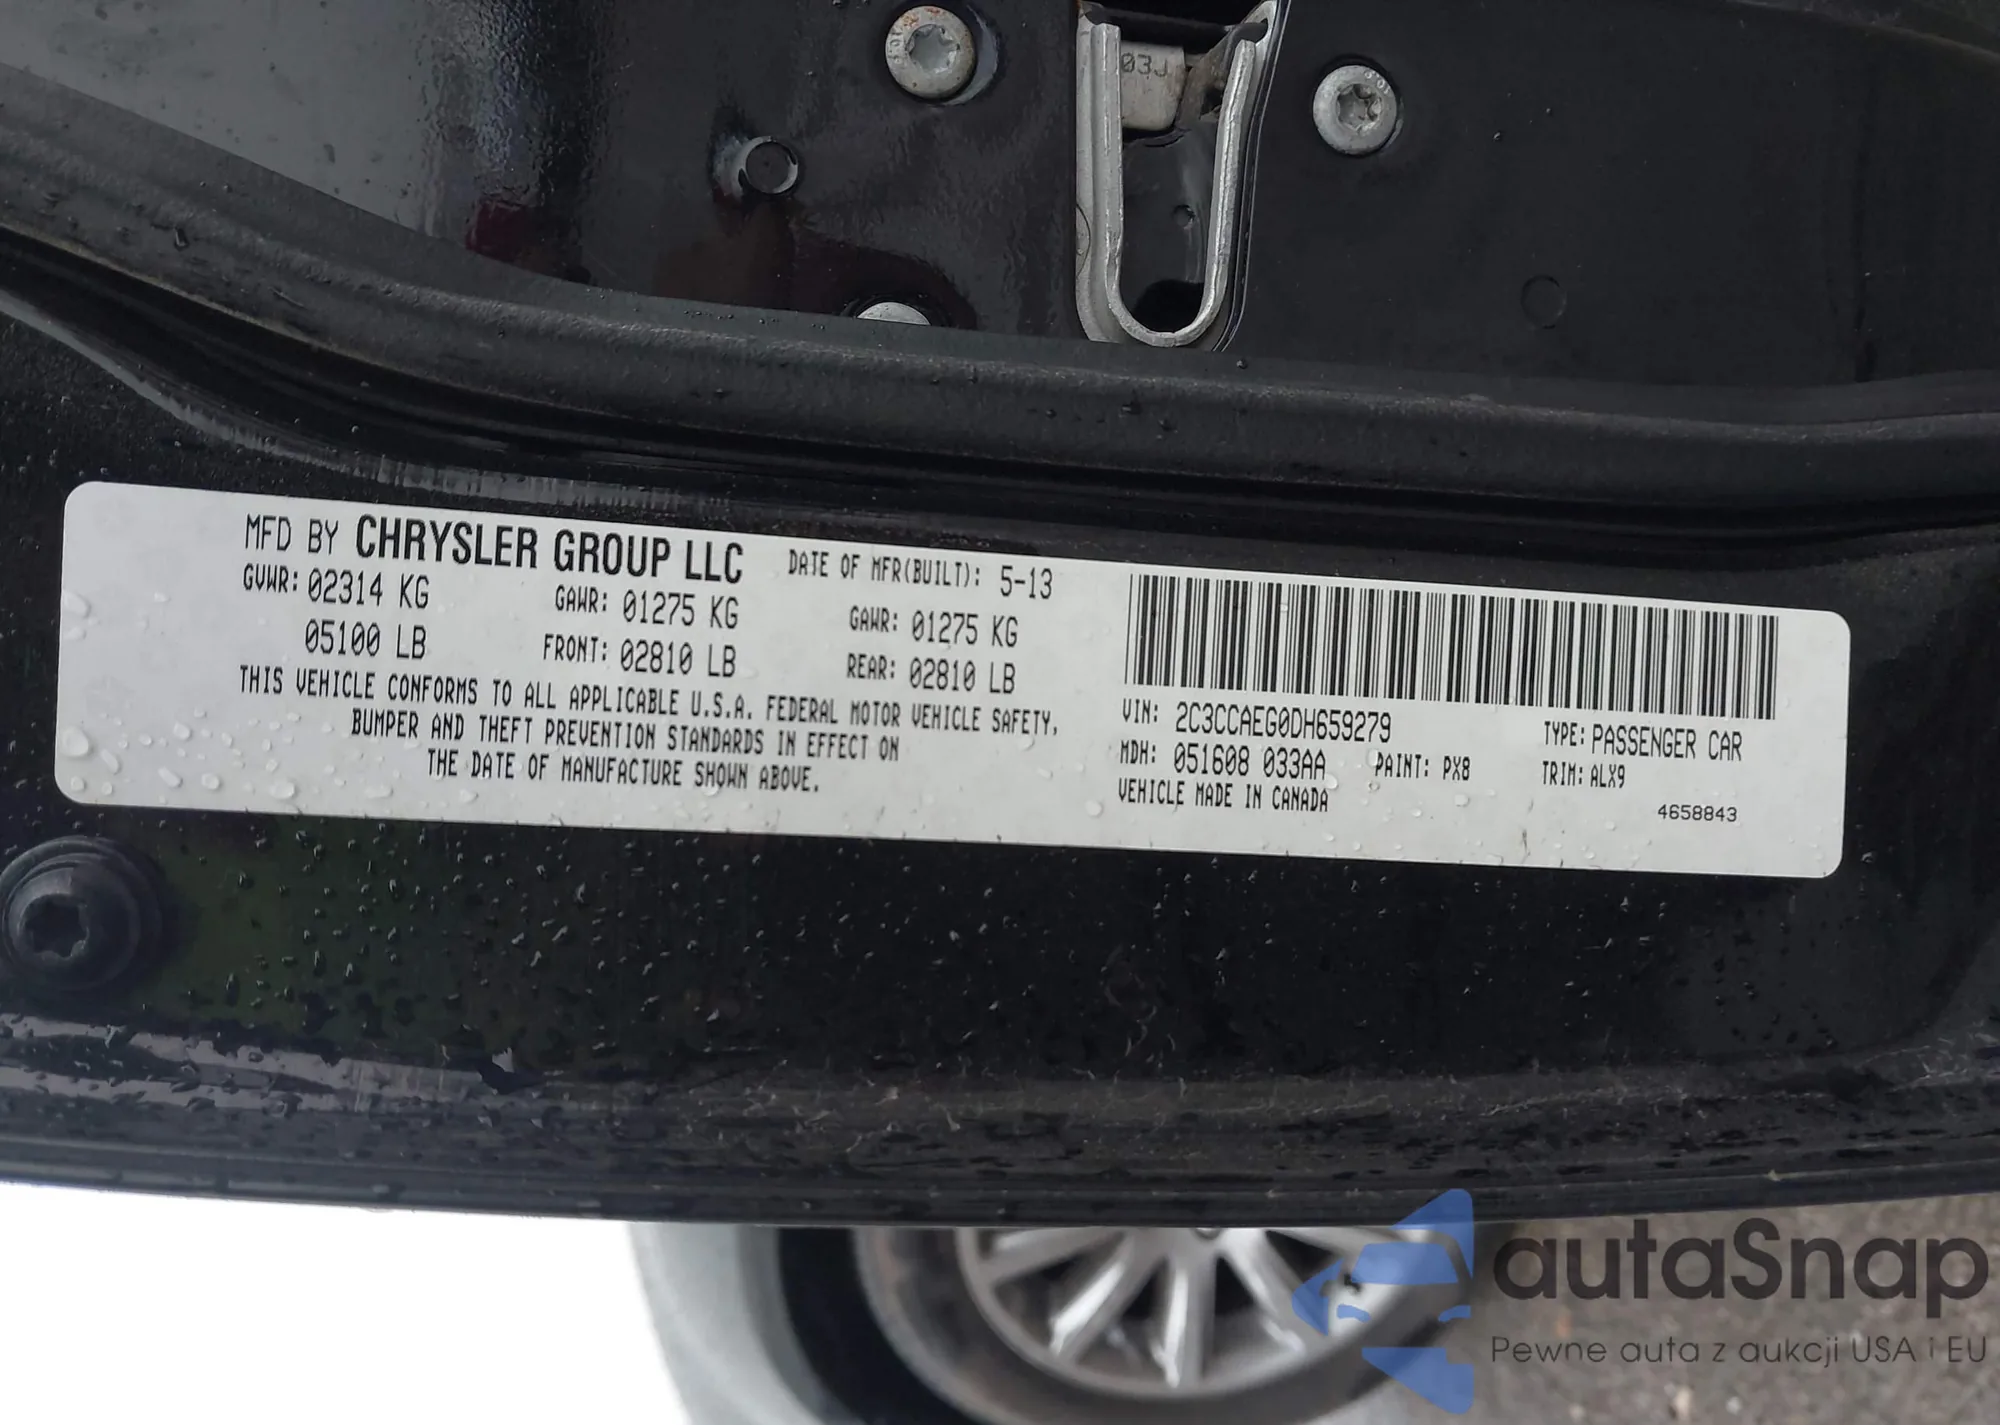 03J
MFD BY CHRYSLER GROUP LLC DATE OF MFR(BUILT): 5-13
GVWR: 02314 KG GAWR: 01275 KG GAWR: 01275 KG
05100 LB FRONT: 02810 LB REAR: 02810 LB
THIS VEHICLE CONFORMS TO ALL APPLICABLE U.S.A. FEDERAL MOTOR VEHICLE SAFETY,
BUMPER AND THEFT PREVENTION STANDARDS IN EFFECT ON
THE DATE OF MANUFACTURE SHOWN ABOVE.
VIN: 2C3CCAEG0DH659279 TYPE: PASSENGER CAR
MDH: 051608 033AA PAINT: PX8 TRIM: ALX9
VEHICLE MADE IN CANADA 4658843
autaSnap
Pewne auta z aukcji USA i EU